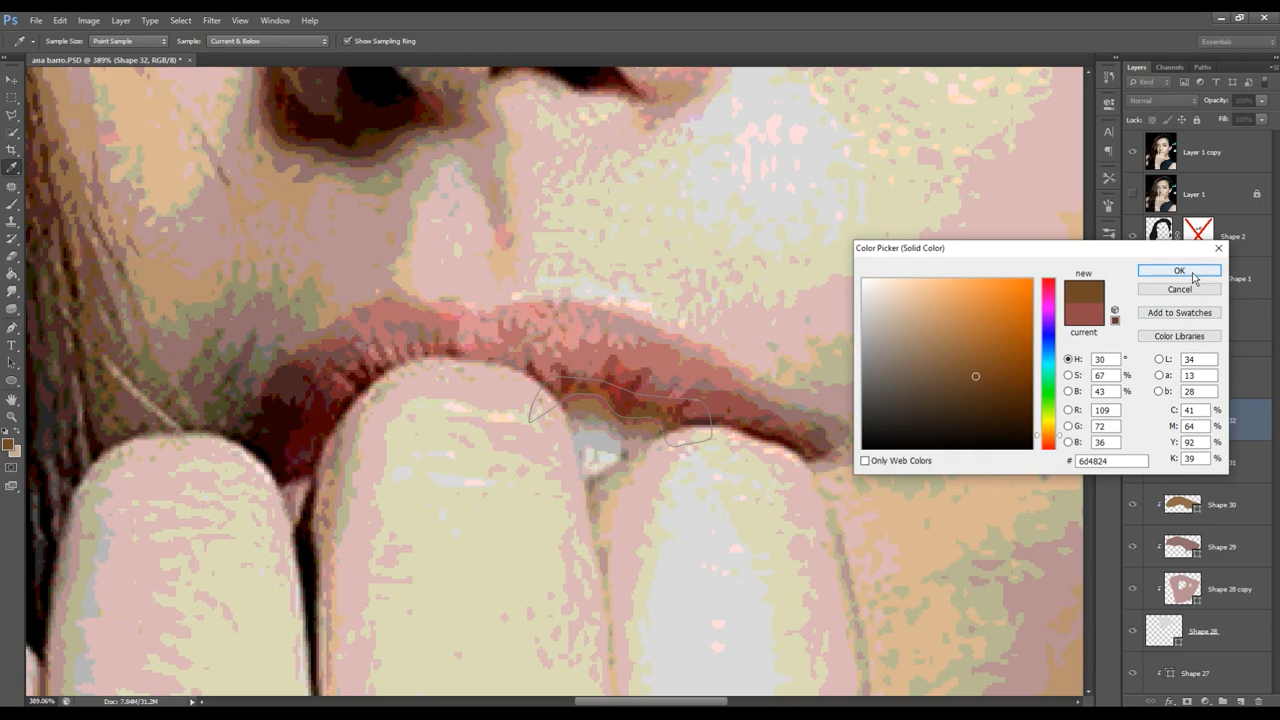 Ps File Edit Image Layer Type Select Filter View Window Help
Sample Size: Point Sample Sample: Current & Below Show Sampling Ring Essentials
ana barro.PSD @ 389% (Shape 32, RGB/8) * ×
Layers Channels Paths
Kind
Normal Opacity: 100%
Lock: Fill: 100%
Layer 1 copy
Layer 1
Shape 2
Color Picker (Solid Color)
new
OK
Cancel
Add to Swatches
current
Color Libraries
H: 30 ° L: 34
S: 67 % a: 13
B: 43 % b: 28
R: 109 C: 41 %
G: 72 M: 64 %
B: 36 Y: 92 %
# 6d4824 K: 39 %
Only Web Colors
Shape 30
Shape 29
Shape 28 copy
Shape 28
Shape 27
389.06% Doc: 7.84M/31.2M